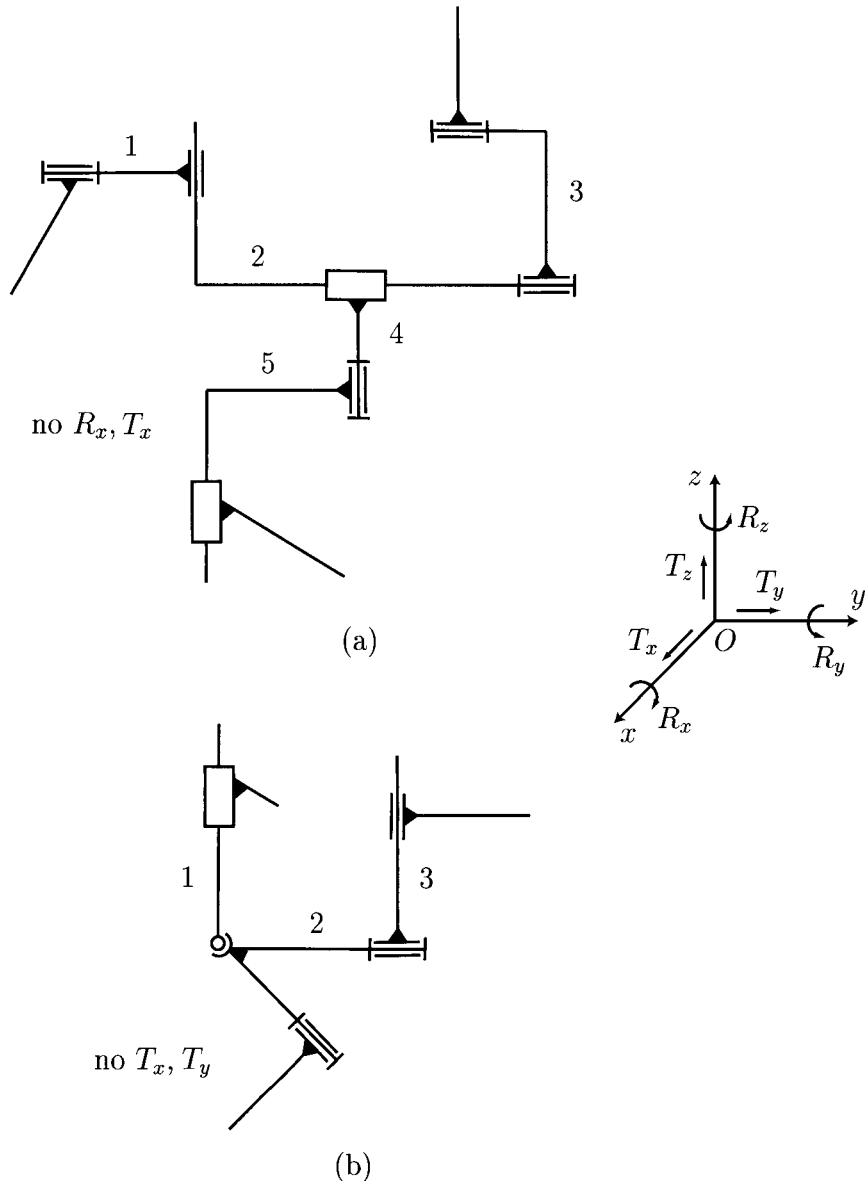 1
3
2
4
5
no $R_x, T_x$
(a)
z
$R_z$
$T_z$
$T_y$
y
$T_x$
O
$R_y$
$R_x$
x
1
3
2
no $T_x, T_y$
(b)